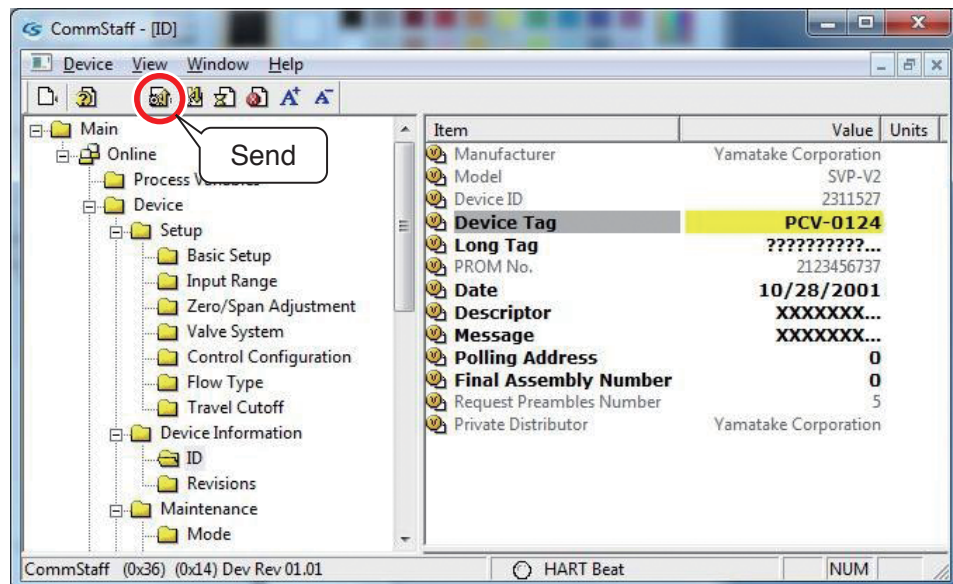 CommStaff - [ID]
Device View Window Help
Send
Main
Online
Process
Device
Setup
Basic Setup
Input Range
Zero/Span Adjustment
Valve System
Control Configuration
Flow Type
Travel Cutoff
Device Information
ID
Revisions
Maintenance
Mode
Item Value Units
Manufacturer Yamatake Corporation
Model SVP-V2
Device ID 2311527
Device Tag PCV-0124
Long Tag ??????????...
PROM No. 2123456737
Date 10/28/2001
Descriptor XXXXXXX...
Message XXXXXXX...
Polling Address 0
Final Assembly Number 0
Request Preambles Number 5
Private Distributor Yamatake Corporation
CommStaff (0x36) (0x14) Dev Rev 01.01 HART Beat NUM